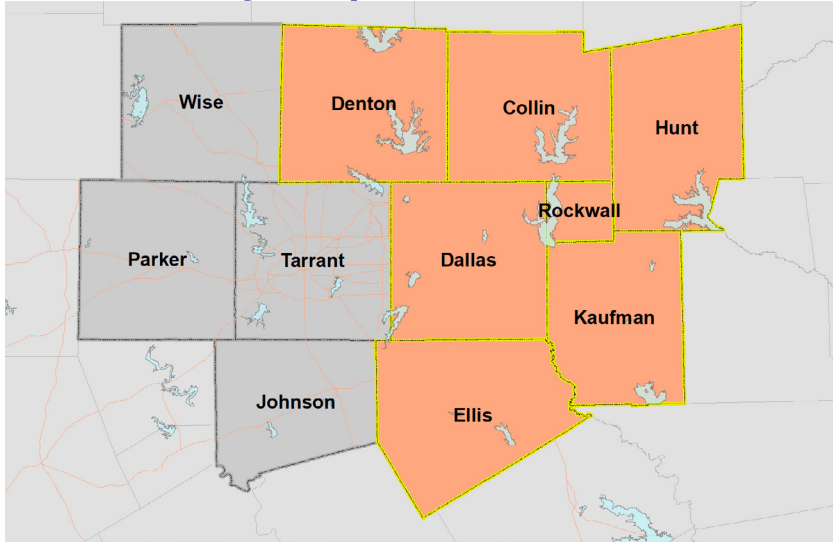 Wise
Denton
Collin
Hunt
Rockwall
Parker
Tarrant
Dallas
Kaufman
Johnson
Ellis